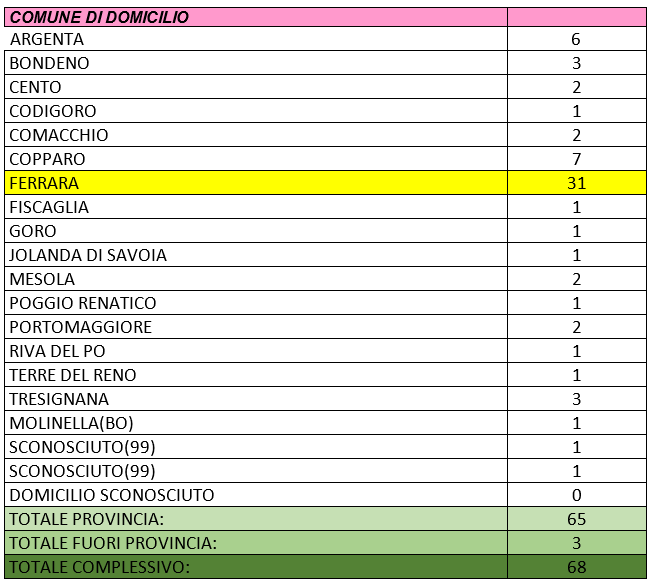 COMUNE DI DOMICILIO
ARGENTA 6
BONDENO 3
CENTO 2
CODIGORO 1
COMACCHIO 2
COPPARO 7
FERRARA 31
FISCAGLIA 1
GORO 1
JOLANDA DI SAVOIA 1
MESOLA 2
POGGIO RENATICO 1
PORTOMAGGIORE 2
RIVA DEL PO 1
TERRE DEL RENO 1
TRESIGNANA 3
MOLINELLA(BO) 1
SCONOSCIUTO(99) 1
SCONOSCIUTO(99) 1
DOMICILIO SCONOSCIUTO 0
TOTALE PROVINCIA: 65
TOTALE FUORI PROVINCIA: 3
TOTALE COMPLESSIVO: 68